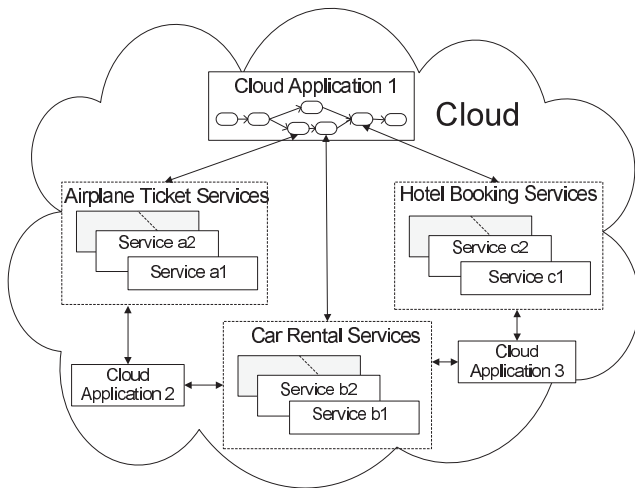 Cloud Application 1
Cloud
Airplane Ticket Services
Service a2
Service a1
Hotel Booking Services
Service c2
Service c1
Car Rental Services
Service b2
Service b1
Cloud
Application 2
Cloud
Application 3